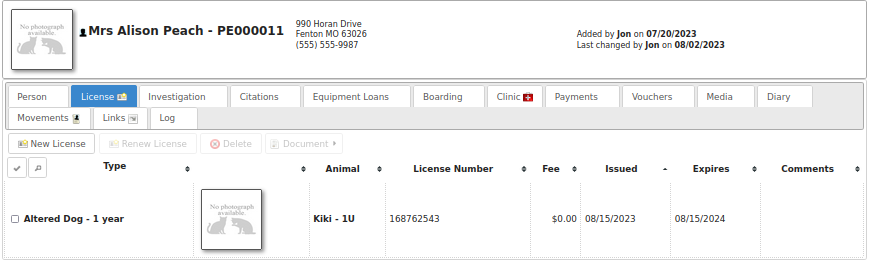 No photograph
available.
Mrs Alison Peach - PE000011
990 Horan Drive
Fenton MO 63026
(555) 555-9987
Added by Jon on 07/20/2023
Last changed by Jon on 08/02/2023
Person License Investigation Citations Equipment Loans Boarding Clinic Payments Vouchers Media Diary
Movements Links Log
New License Renew License Delete Document
Type Animal License Number Fee Issued Expires Comments
No photograph
available.
Altered Dog - 1 year Kiki - 1U 168762543 $0.00 08/15/2023 08/15/2024